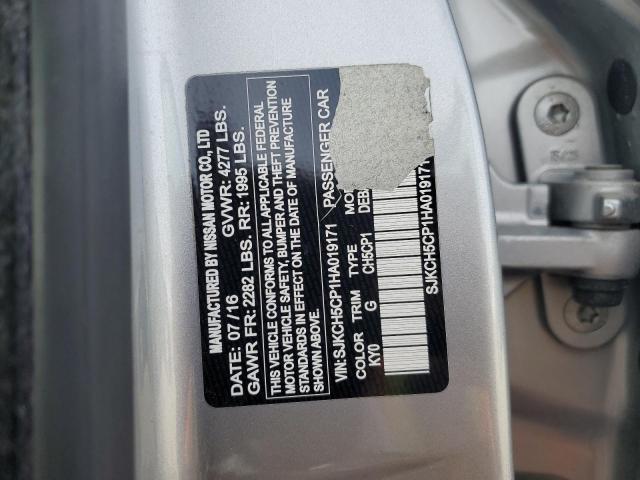 MANUFACTURED BY NISSAN MOTOR CO., LTD
DATE: 07/16 GVWR: 4277 LBS.
GAWR FR: 2282 LBS. RR: 1995 LBS.
THIS VEHICLE CONFORMS TO ALL APPLICABLE FEDERAL
MOTOR VEHICLE SAFETY, BUMPER AND THEFT PREVENTION
STANDARDS IN EFFECT ON THE DATE OF MANUFACTURE
SHOWN ABOVE.
VIN: SJKCH5CP1HA019171 PASSENGER CAR
COLOR TRIM TYPE MO
KY0 G CH5CP1 DEB
SJKCH5CP1HA019171